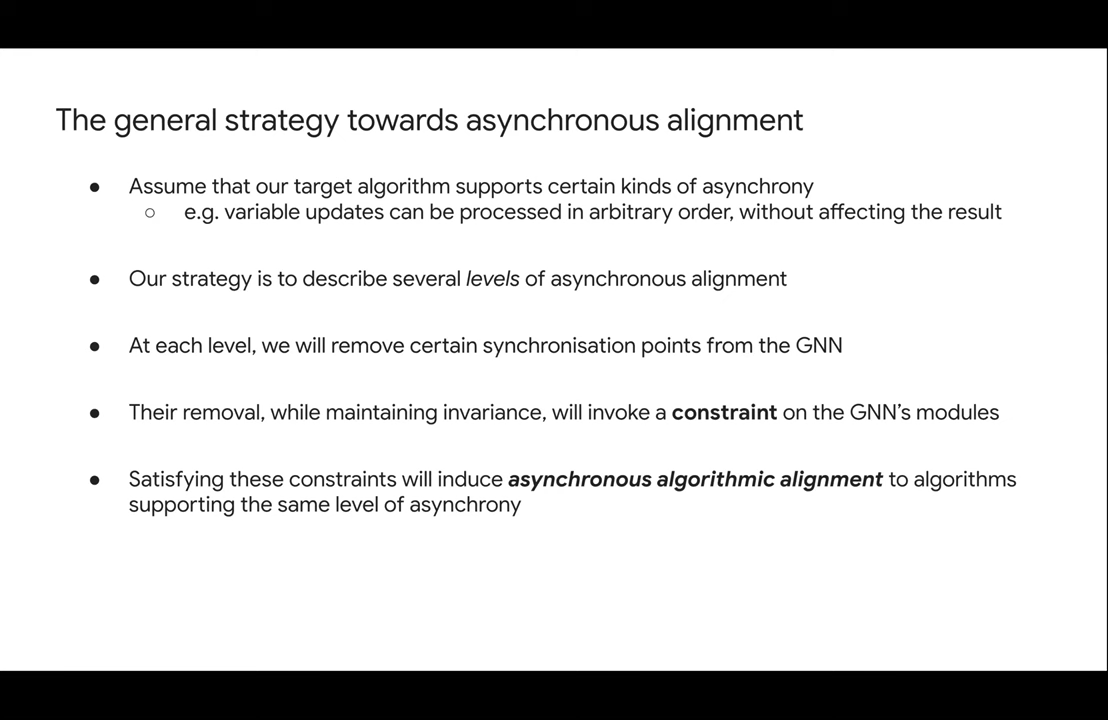 The general strategy towards asynchronous alignment
● Assume that our target algorithm supports certain kinds of asynchrony
○ e.g. variable updates can be processed in arbitrary order, without affecting the result
● Our strategy is to describe several levels of asynchronous alignment
● At each level, we will remove certain synchronisation points from the GNN
● Their removal, while maintaining invariance, will invoke a constraint on the GNN’s modules
● Satisfying these constraints will induce asynchronous algorithmic alignment to algorithms
supporting the same level of asynchrony